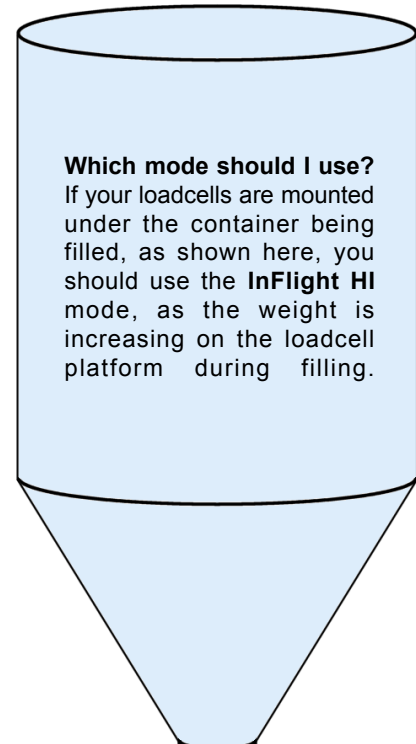 Which mode should I use?
If your loadcells are mounted
under the container being
filled, as shown here, you
should use the InFlight HI
mode, as the weight is
increasing on the loadcell
platform during filling.